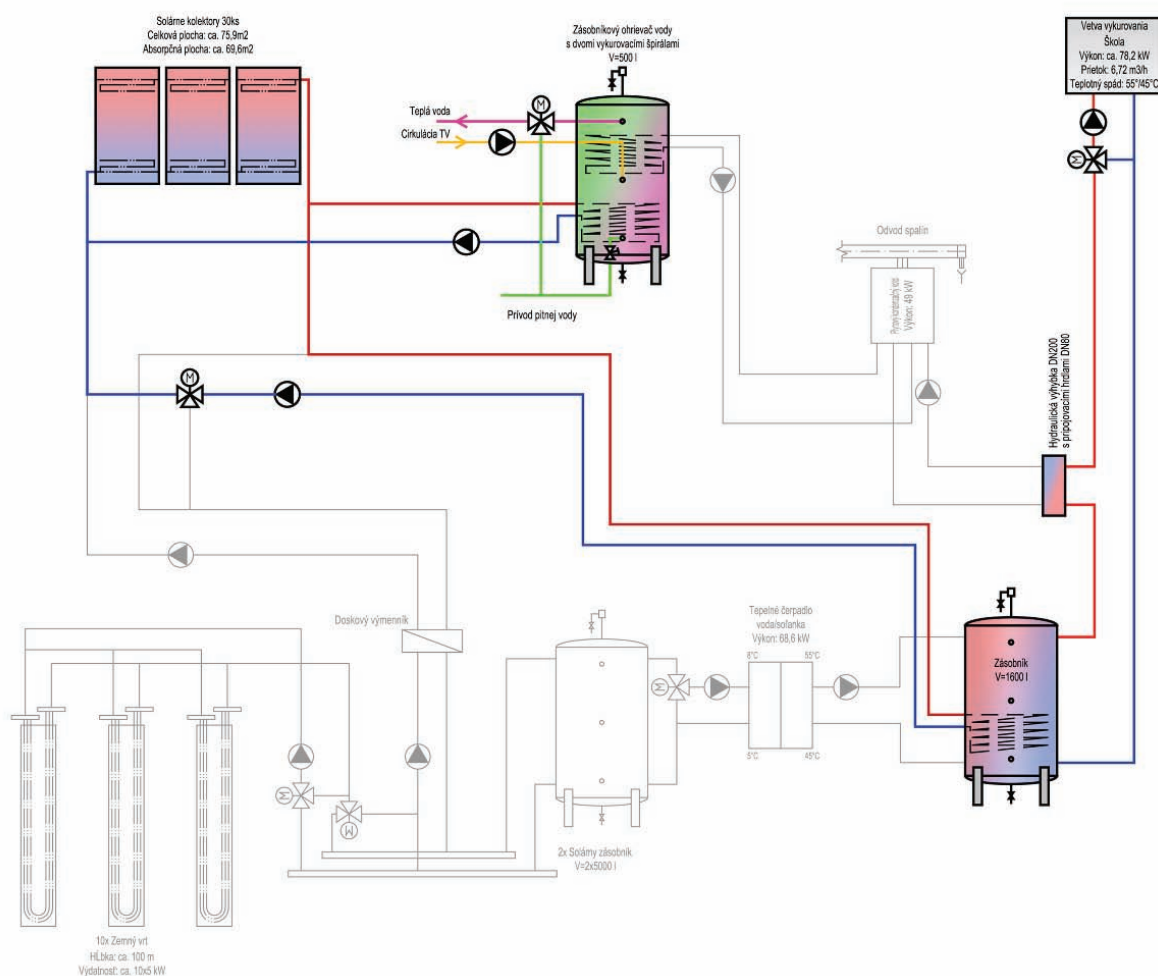 Solárne kolektory 30ks
Celková plocha: ca. 75,9m2
Absorpčná plocha: ca. 69,6m2
Zásobníkový ohrievač vody
s dvomi vykurovacími špirálami
V=500 l
Vetva vykurovania
Škola
Výkon: ca. 78,2 kW
Prietok: 6,72 m3/h
Teplotný spád: 55°/45°C
M
Teplá voda
Cirkulácia TV
M
Odvod spalín
Výkon: 49 kW
Prívod pitnej vody
M
Hydraulická výhybka DN200
s pripojovacími hrdlami DN80
Doskový výmenník
Tepelné čerpadlo
voda/soľanka
Výkon: 68,6 kW
6°C
55°C
Zásobník
V=1600 l
M
5°C
45°C
M
M
2x Solárny zásobník
V=2x5000 l
10x Zemný vrt
Hĺbka: ca. 100 m
Výdatnosť: ca. 10x5 kW